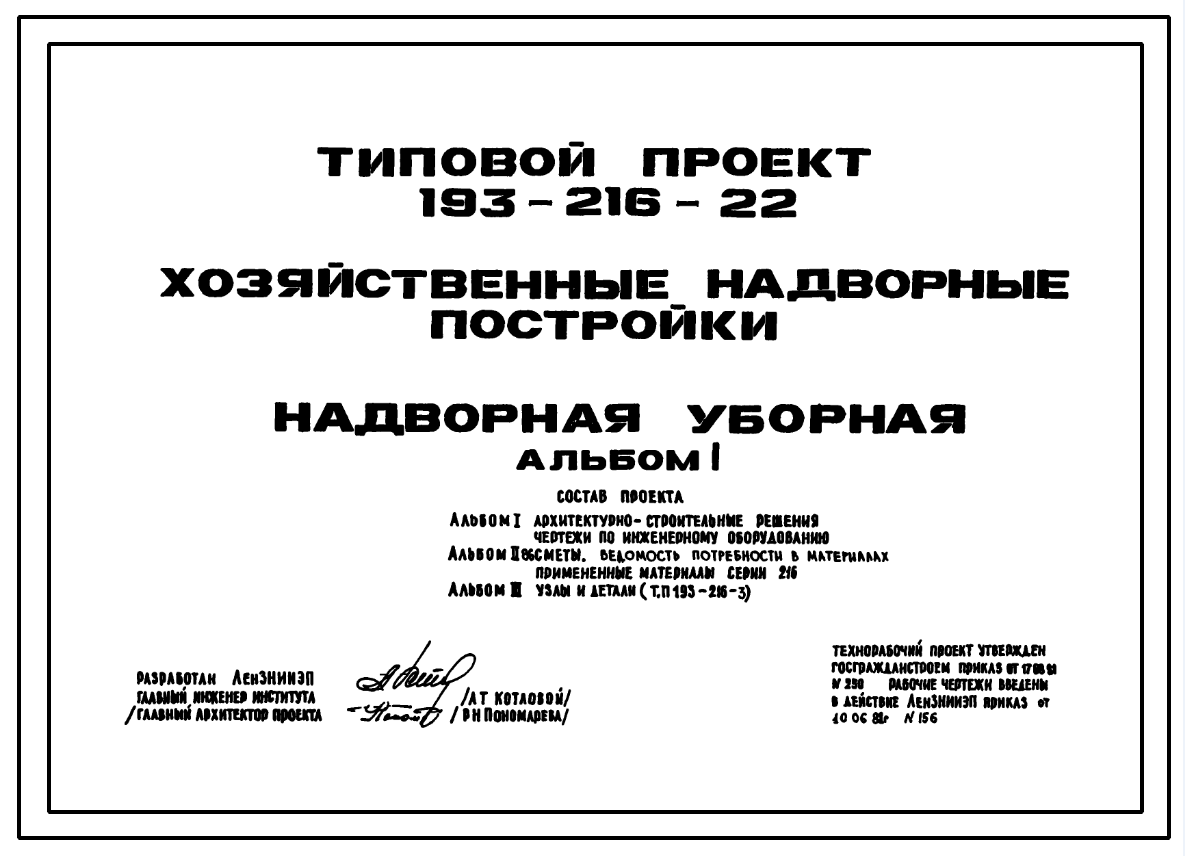 ТИПОВОЙ ПРОЕКТ
193-216-22
ХОЗЯЙСТВЕННЫЕ НАДВОРНЫЕ
ПОСТРОЙКИ
НАДВОРНАЯ УБОРНАЯ
АЛЬБОМ I
СОСТАВ ПРОЕКТА
АЛЬБОМ I АРХИТЕКТУРНО-СТРОИТЕЛЬНЫЕ РЕШЕНИЯ
ЧЕРТЕЖИ ПО ИНЖЕНЕРНОМУ ОБОРУДОВАНИЮ
АЛЬБОМ II СМЕТЫ. ВЕДОМОСТЬ ПОТРЕБНОСТИ В МАТЕРИАЛАХ
ПРИМЕНЕННЫЕ МАТЕРИАЛЫ СЕРИИ 216
АЛЬБОМ III УЗЛЫ И ДЕТАЛИ (Т.П 193-216-3)
РАЗРАБОТАН ЛенЗНИИЭП
ГЛАВНЫЙ ИНЖЕНЕР ИНСТИТУТА /А Т КОТЛОВОЙ/
/ГЛАВНЫЙ АРХИТЕКТОР ПРОЕКТА /Р Н ПОНОМАРЕВА/
ТЕХНОРАБОЧИЙ ПРОЕКТ УТВЕРЖДЕН
ГОСГРАЖДАНСТРОЕМ ПРИКАЗ ОТ
N 290 РАБОЧИЕ ЧЕРТЕЖИ ВВЕДЕНЫ
В ДЕЙСТВИЕ ЛенЗНИИЭП ПРИКАЗ от
10 06 N 156